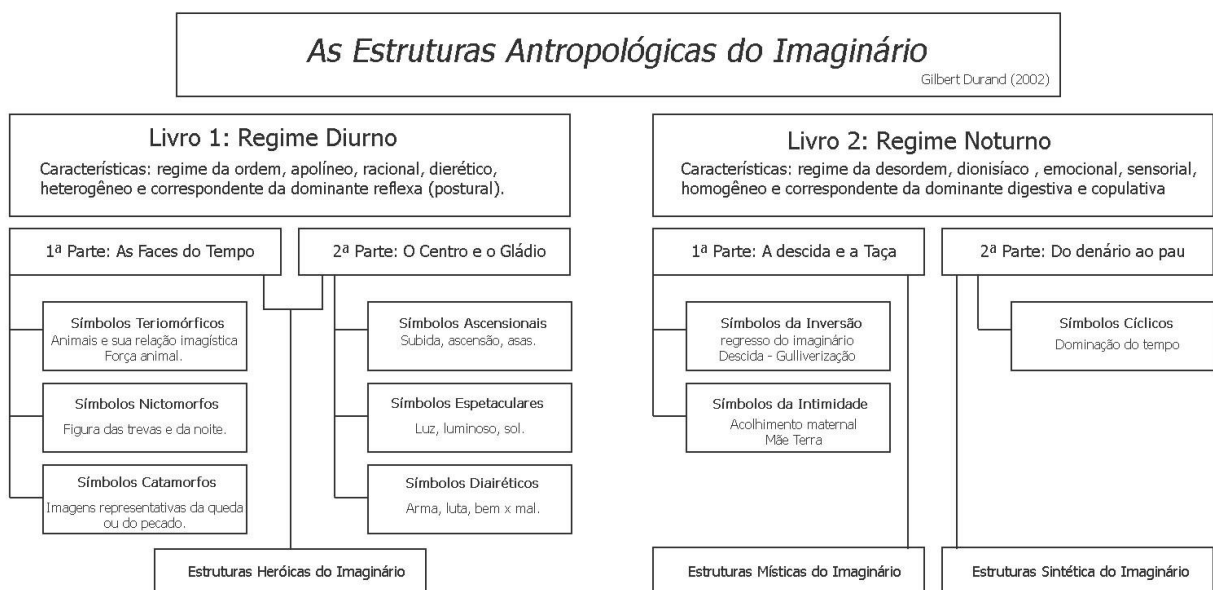 As Estruturas Antropológicas do Imaginário
Gilbert Durand (2002)
Livro 1: Regime Diurno
Características: regime da ordem, apolíneo, racional, dierético,
heterogêneo e correspondente da dominante reflexa (postural).
1ª Parte: As Faces do Tempo
Símbolos Teriomórficos
Animais e sua relação imagística
Força animal.
Símbolos Nictomorfos
Figura das trevas e da noite.
Símbolos Catamorfos
Imagens representativas da queda
ou do pecado.
2ª Parte: O Centro e o Gládio
Símbolos Ascensionais
Subida, ascensão, asas.
Símbolos Espetaculares
Luz, luminoso, sol.
Símbolos Diairéticos
Arma, luta, bem x mal.
Estruturas Heróicas do Imaginário
Livro 2: Regime Noturno
Características: regime da desordem, dionisíaco , emocional, sensorial,
homogêneo e correspondente da dominante digestiva e copulativa
1ª Parte: A descida e a Taça
Símbolos da Inversão
regresso do imaginário
Descida - Gulliverização
Símbolos da Intimidade
Acolhimento maternal
Mãe Terra
Estruturas Místicas do Imaginário
2ª Parte: Do denário ao pau
Símbolos Cíclicos
Dominação do tempo
Estruturas Sintética do Imaginário